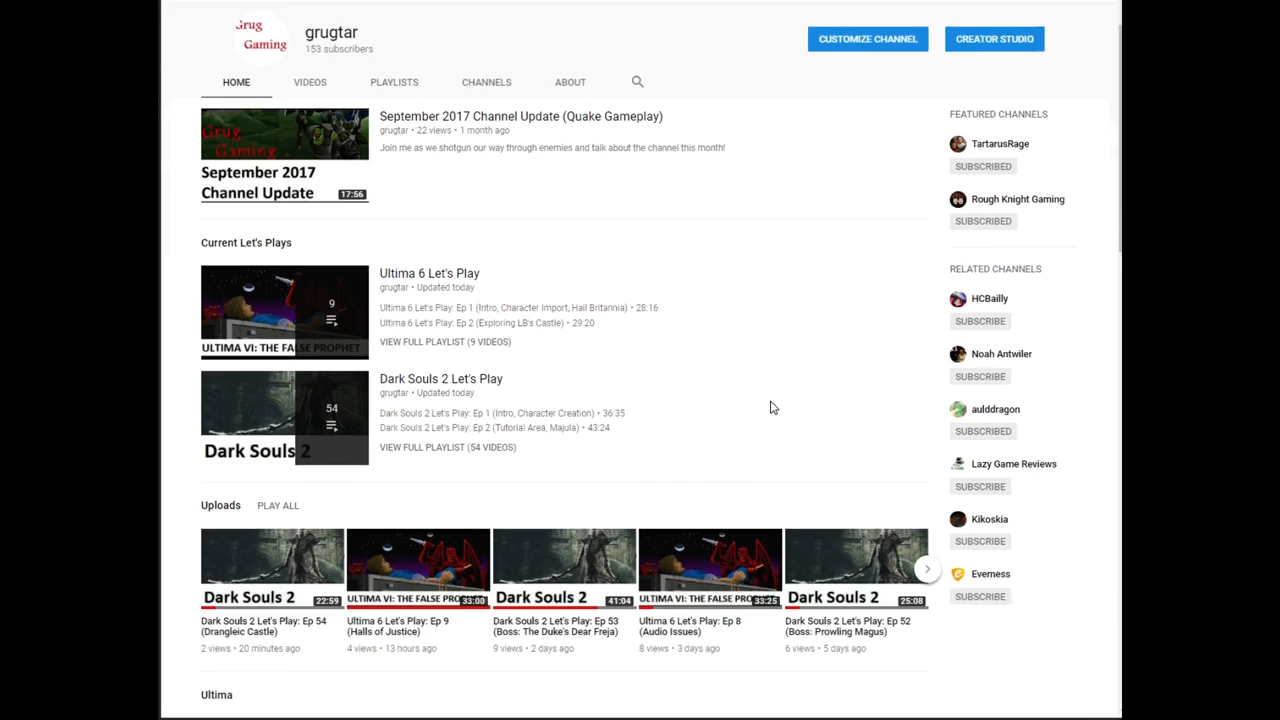 Grug
Gaming
grugtar
153 subscribers
CUSTOMIZE CHANNEL
CREATOR STUDIO
HOME
VIDEOS
PLAYLISTS
CHANNELS
ABOUT
Grug
Gaming
September 2017
Channel Update
17:56
September 2017 Channel Update (Quake Gameplay)
grugtar • 22 views • 1 month ago
Join me as we shotgun our way through enemies and talk about the channel this month!
Current Let's Plays
9
ULTIMA VI: THE FALSE PROPHET
Ultima 6 Let's Play
grugtar • Updated today
Ultima 6 Let's Play: Ep 1 (Intro, Character Import, Hail Britannia) • 28:16
Ultima 6 Let's Play: Ep 2 (Exploring LB's Castle) • 29:20
VIEW FULL PLAYLIST (9 VIDEOS)
54
Dark Souls 2
Dark Souls 2 Let's Play
grugtar • Updated today
Dark Souls 2 Let's Play: Ep 1 (Intro, Character Creation) • 36:35
Dark Souls 2 Let's Play: Ep 2 (Tutorial Area, Majula) • 43:24
VIEW FULL PLAYLIST (54 VIDEOS)
Uploads PLAY ALL
Dark Souls 2
22:59
Dark Souls 2 Let's Play: Ep 54
(Drangleic Castle)
2 views • 20 minutes ago
ULTIMA VI: THE FALSE
33:00
Ultima 6 Let's Play: Ep 9
(Halls of Justice)
4 views • 13 hours ago
Dark Souls 2
41:04
Dark Souls 2 Let's Play: Ep 53
(Boss: The Duke's Dear Freja)
9 views • 2 days ago
ULTIMA VI: THE FALSE
33:25
Ultima 6 Let's Play: Ep 8
(Audio Issues)
8 views • 3 days ago
Dark Souls 2
25:08
Dark Souls 2 Let's Play: Ep 52
(Boss: Prowling Magus)
6 views • 5 days ago
Ultima
FEATURED CHANNELS
TartarusRage
SUBSCRIBED
Rough Knight Gaming
SUBSCRIBED
RELATED CHANNELS
HCBailly
SUBSCRIBE
Noah Antwiler
SUBSCRIBE
aulddragon
SUBSCRIBED
Lazy Game Reviews
SUBSCRIBE
Kikoskia
SUBSCRIBE
Everness
SUBSCRIBE